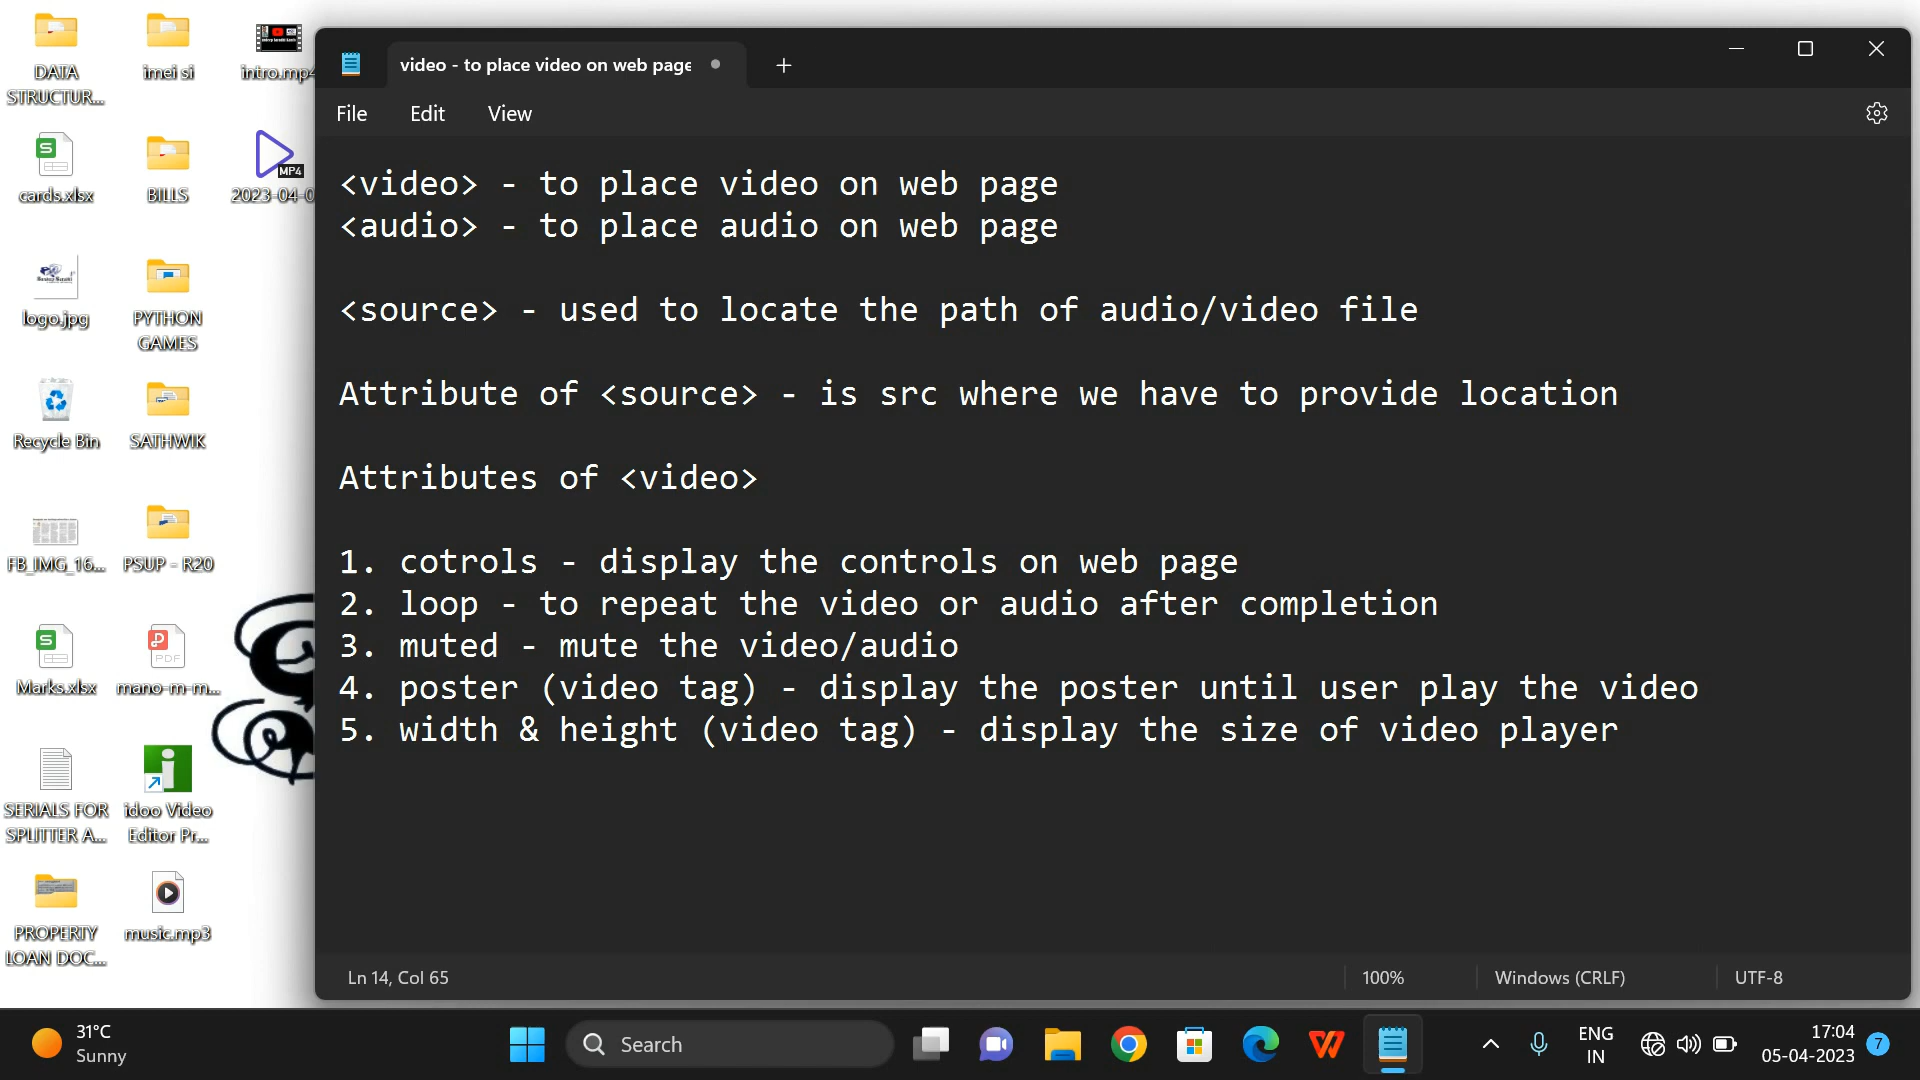 DATA
STRUCTUR...
imei si
intro.mp4
cards.xlsx
BILLS
MP4
2023-04-0
logo.jpg
PYTHON
GAMES
Recycle Bin
SATHWIK
FB_IMG_16...
PSUP - R20
Marks.xlsx
PDF
mano-m-m...
SERIALS FOR
SPLITTER A...
idoo Video
Editor Pr...
PROPERTY
LOAN DOC...
music.mp3
video - to place video on web page
File Edit View
<video> - to place video on web page
<audio> - to place audio on web page
<source> - used to locate the path of audio/video file
Attribute of <source> - is src where we have to provide location
Attributes of <video>
1. cotrols - display the controls on web page
2. loop - to repeat the video or audio after completion
3. muted - mute the video/audio
4. poster (video tag) - display the poster until user play the video
5. width & height (video tag) - display the size of video player
Ln 14, Col 65 100% Windows (CRLF) UTF-8
31°C
Sunny
Search
ENG
IN
17:04
05-04-2023
7